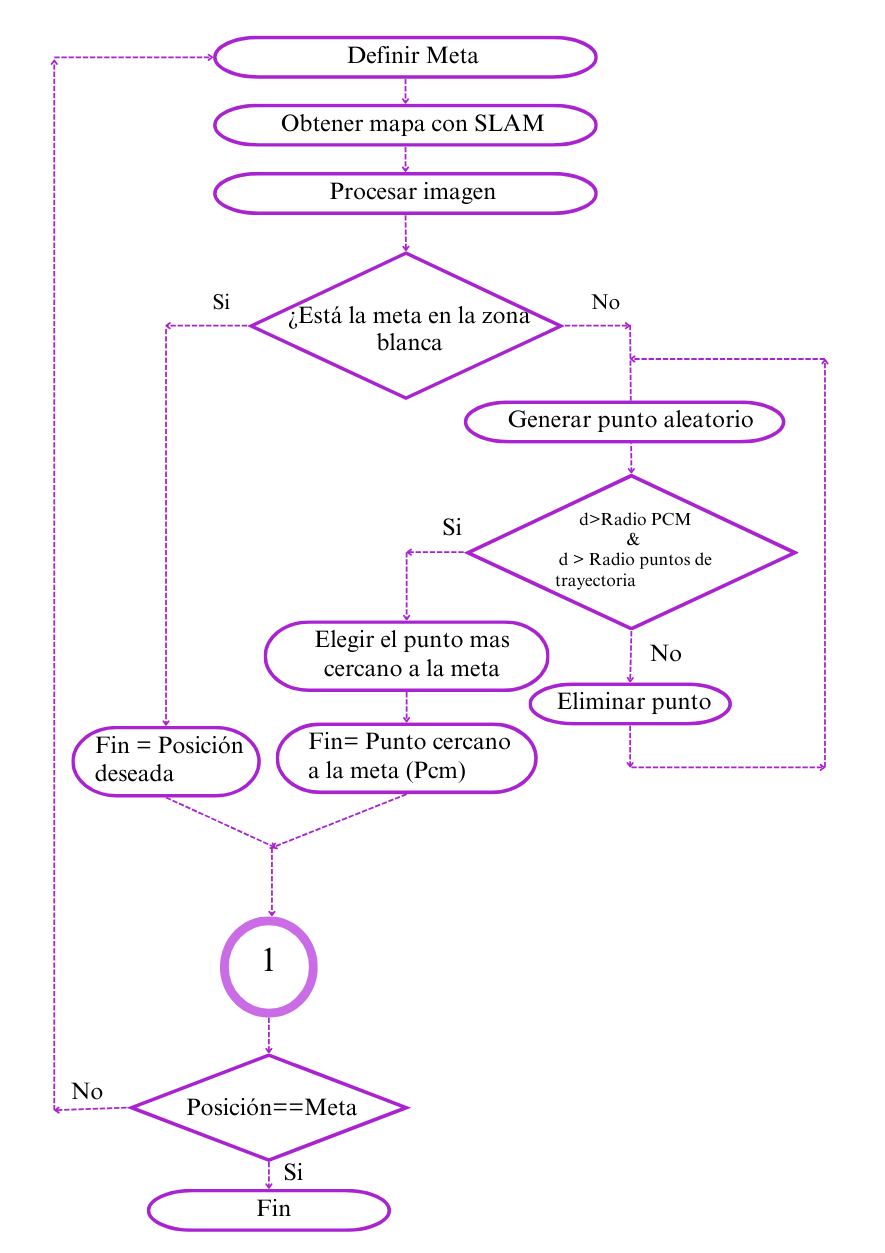 Definir Meta
Obtener mapa con SLAM
Procesar imagen
Si
No
¿Está la meta en la zona
blanca
Generar punto aleatorio
Si
d>Radio PCM
&
d > Radio puntos de
trayectoria
Elegir el punto mas
cercano a la meta
No
Eliminar punto
Fin = Posición
deseada
Fin= Punto cercano
a la meta (Pcm)
1
No
Posición==Meta
Si
Fin